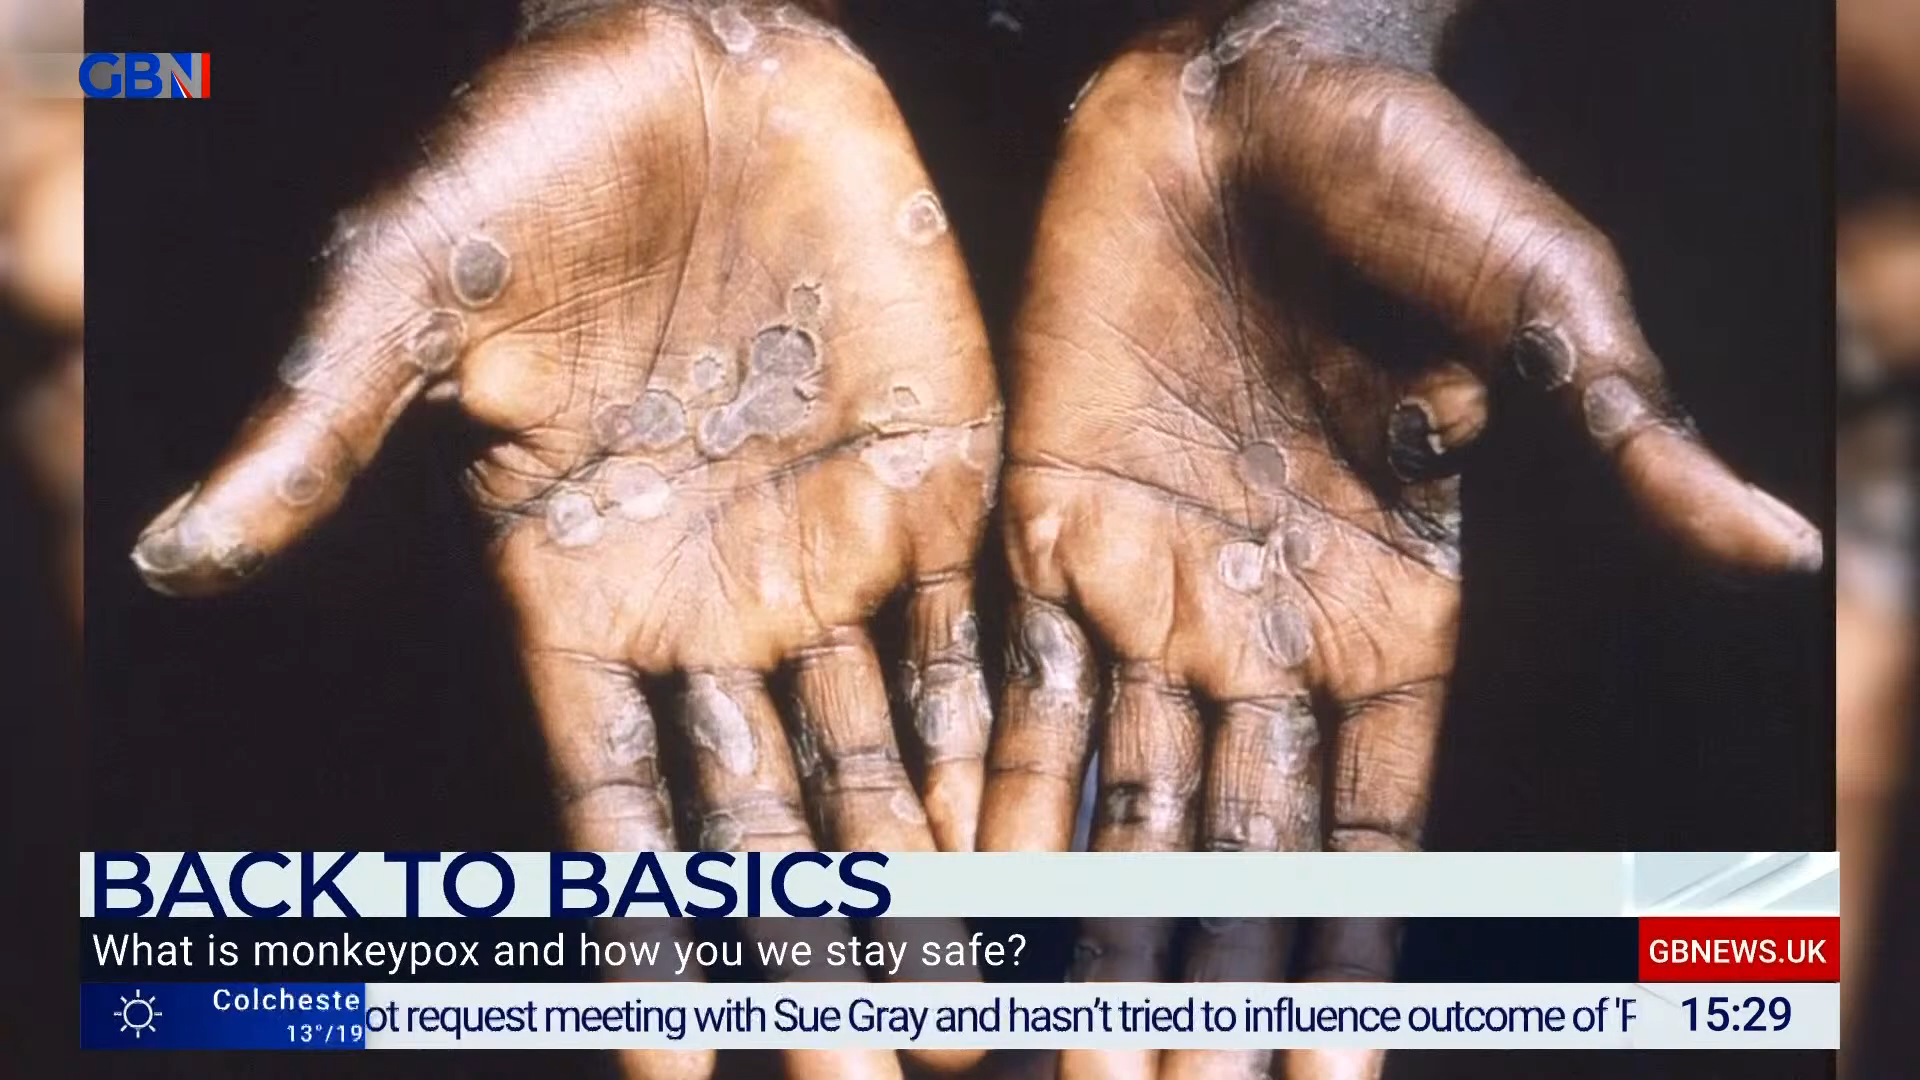 GBN
BACK TO BASICS
What is monkeypox and how you we stay safe?
GBNEWS.UK
Colcheste
13°/19
ot request meeting with Sue Gray and hasn't tried to influence outcome of 'P
15:29